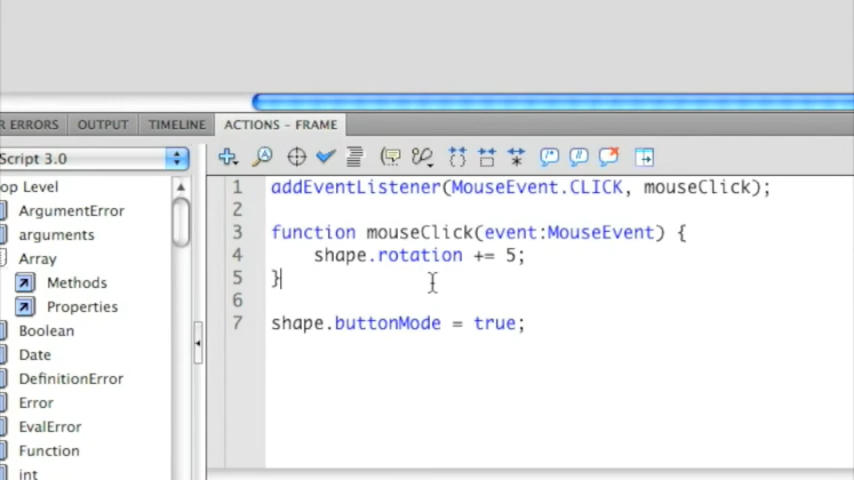 R ERRORS
OUTPUT
TIMELINE
ACTIONS – FRAME
Script 3.0
op Level
ArgumentError
arguments
Array
Methods
Properties
Boolean
Date
DefinitionError
Error
EvalError
Function
int
1 addEventListener(MouseEvent.CLICK, mouseClick);
2
3 function mouseClick(event:MouseEvent) {
4 shape.rotation += 5;
5 }
6
7 shape.buttonMode = true;